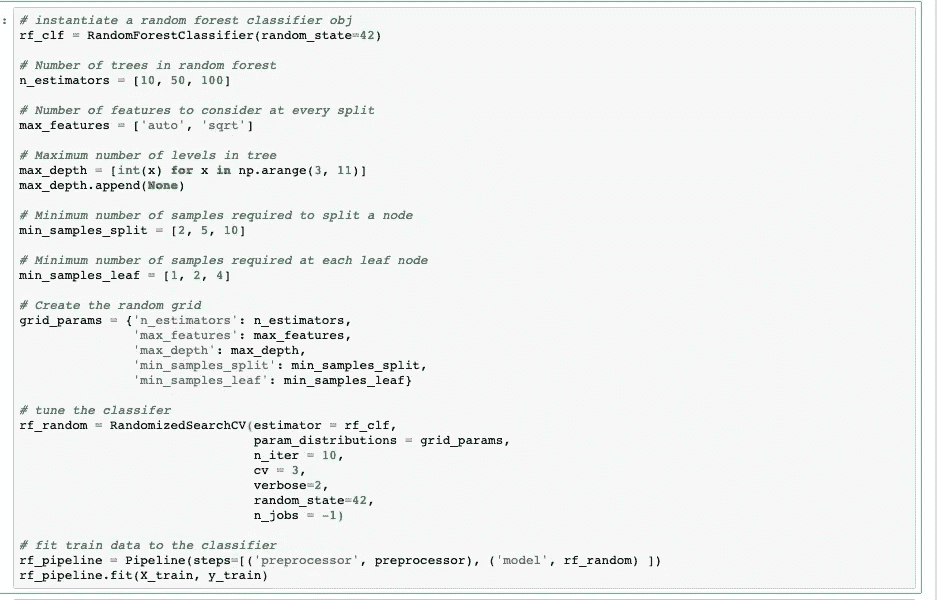 :
# instantiate a random forest classifier obj
rf_clf = RandomForestClassifier(random_state=42)
# Number of trees in random forest
n_estimators = [10, 50, 100]
# Number of features to consider at every split
max_features = ['auto', 'sqrt']
# Maximum number of levels in tree
max_depth = [int(x) for x in np.arange(3, 11)]
max_depth.append(None)
# Minimum number of samples required to split a node
min_samples_split = [2, 5, 10]
# Minimum number of samples required at each leaf node
min_samples_leaf = [1, 2, 4]
# Create the random grid
grid_params = {'n_estimators': n_estimators,
'max_features': max_features,
'max_depth': max_depth,
'min_samples_split': min_samples_split,
'min_samples_leaf': min_samples_leaf}
# tune the classifer
rf_random = RandomizedSearchCV(estimator = rf_clf,
param_distributions = grid_params,
n_iter = 10,
cv = 3,
verbose=2,
random_state=42,
n_jobs = -1)
# fit train data to the classifier
rf_pipeline = Pipeline(steps=[('preprocessor', preprocessor), ('model', rf_random) ])
rf_pipeline.fit(X_train, y_train)